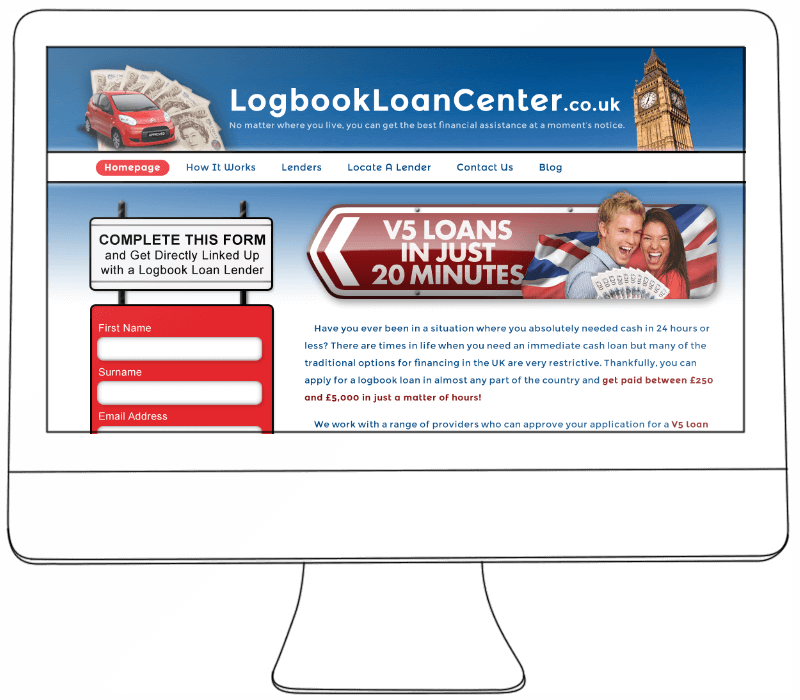 LogbookLoanCenter.co.uk
No matter where you live, you can get the best financial assistance at a moment's notice.
Homepage
How It Works
Lenders
Locate A Lender
Contact Us
Blog
COMPLETE THIS FORM
and Get Directly Linked Up
with a Logbook Loan Lender
First Name
Surname
Email Address
V5 LOANS
IN JUST
20 MINUTES
Have you ever been in a situation where you absolutely needed cash in 24 hours or
less? There are times in life when you need an immediate cash loan but many of the
traditional options for financing in the UK are very restrictive. Thankfully, you can
apply for a logbook loan in almost any part of the country and get paid between £250
and £5,000 in just a matter of hours!
We work with a range of providers who can approve your application for a V5 loan